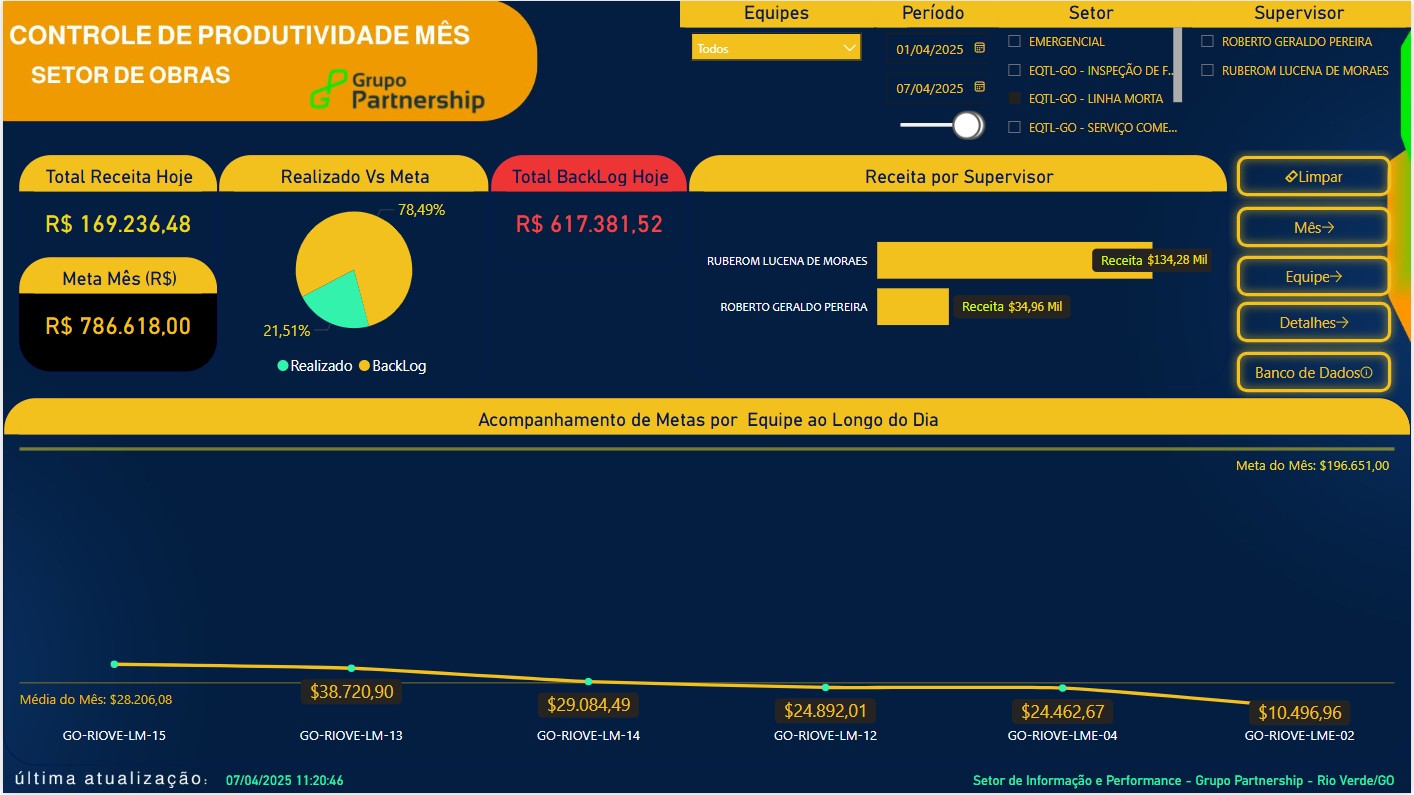 CONTROLE DE PRODUTIVIDADE MÊS
SETOR DE OBRAS
Grupo
Partnership
Equipes
Todos
Período
01/04/2025
07/04/2025
Setor
EMERGENCIAL
EQTL-GO - INSPEÇÃO DE F...
EQTL-GO - LINHA MORTA
EQTL-GO - SERVIÇO COME...
Supervisor
ROBERTO GERALDO PEREIRA
RUBEROM LUCENA DE MORAES
Total Receita Hoje
R$ 169.236,48
Meta Mês (R$)
R$ 786.618,00
Realizado Vs Meta
78,49%
21,51%
Realizado BackLog
Total BackLog Hoje
R$ 617.381,52
Receita por Supervisor
RUBEROM LUCENA DE MORAES Receita $134,28 Mil
ROBERTO GERALDO PEREIRA Receita $34,96 Mil
Limpar
Mês→
Equipe→
Detalhes→
Banco de Dados
Acompanhamento de Metas por  Equipe ao Longo do Dia
Meta do Mês: $196.651,00
Média do Mês: $28.206,08
$38.720,90
$29.084,49
$24.892,01
$24.462,67
$10.496,96
GO-RIOVE-LM-15
GO-RIOVE-LM-13
GO-RIOVE-LM-14
GO-RIOVE-LM-12
GO-RIOVE-LME-04
GO-RIOVE-LME-02
última atualização: 07/04/2025 11:20:46
Setor de Informação e Performance - Grupo Partnership - Rio Verde/GO